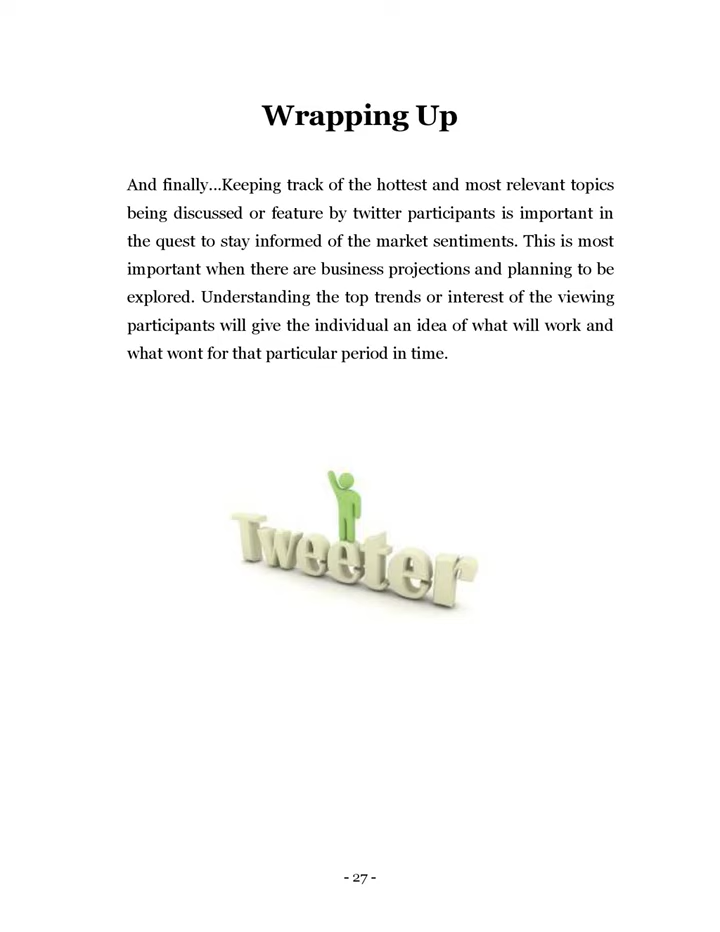 Wrapping Up
And finally...Keeping track of the hottest and most relevant topics
being discussed or feature by twitter participants is important in
the quest to stay informed of the market sentiments. This is most
important when there are business projections and planning to be
explored. Understanding the top trends or interest of the viewing
participants will give the individual an idea of what will work and
what wont for that particular period in time.
Tweeter
- 27 -